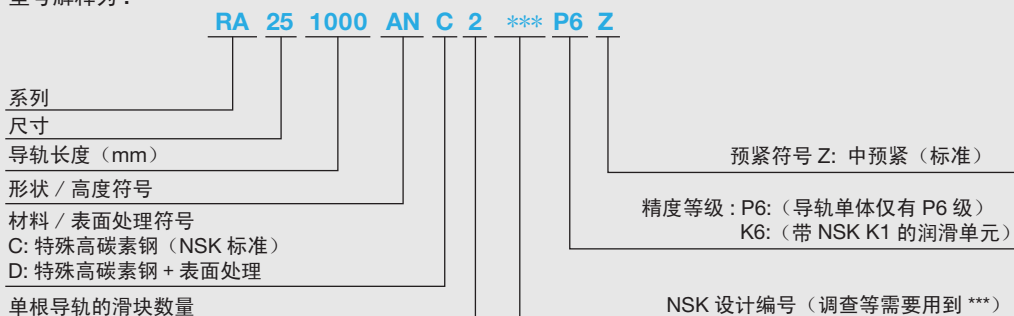 型号解释为：
RA 25 1000 AN C 2 *** P6 Z
系列
尺寸
导轨长度（mm）
形状 / 高度符号
材料 / 表面处理符号
C: 特殊高碳素钢（NSK 标准）
D: 特殊高碳素钢 + 表面处理
单根导轨的滑块数量
预紧符号 Z: 中预紧（标准）
精度等级 : P6:（导轨单体仅有 P6 级）
K6:（带 NSK K1 的润滑单元）
NSK 设计编号（调查等需要用到 ***）